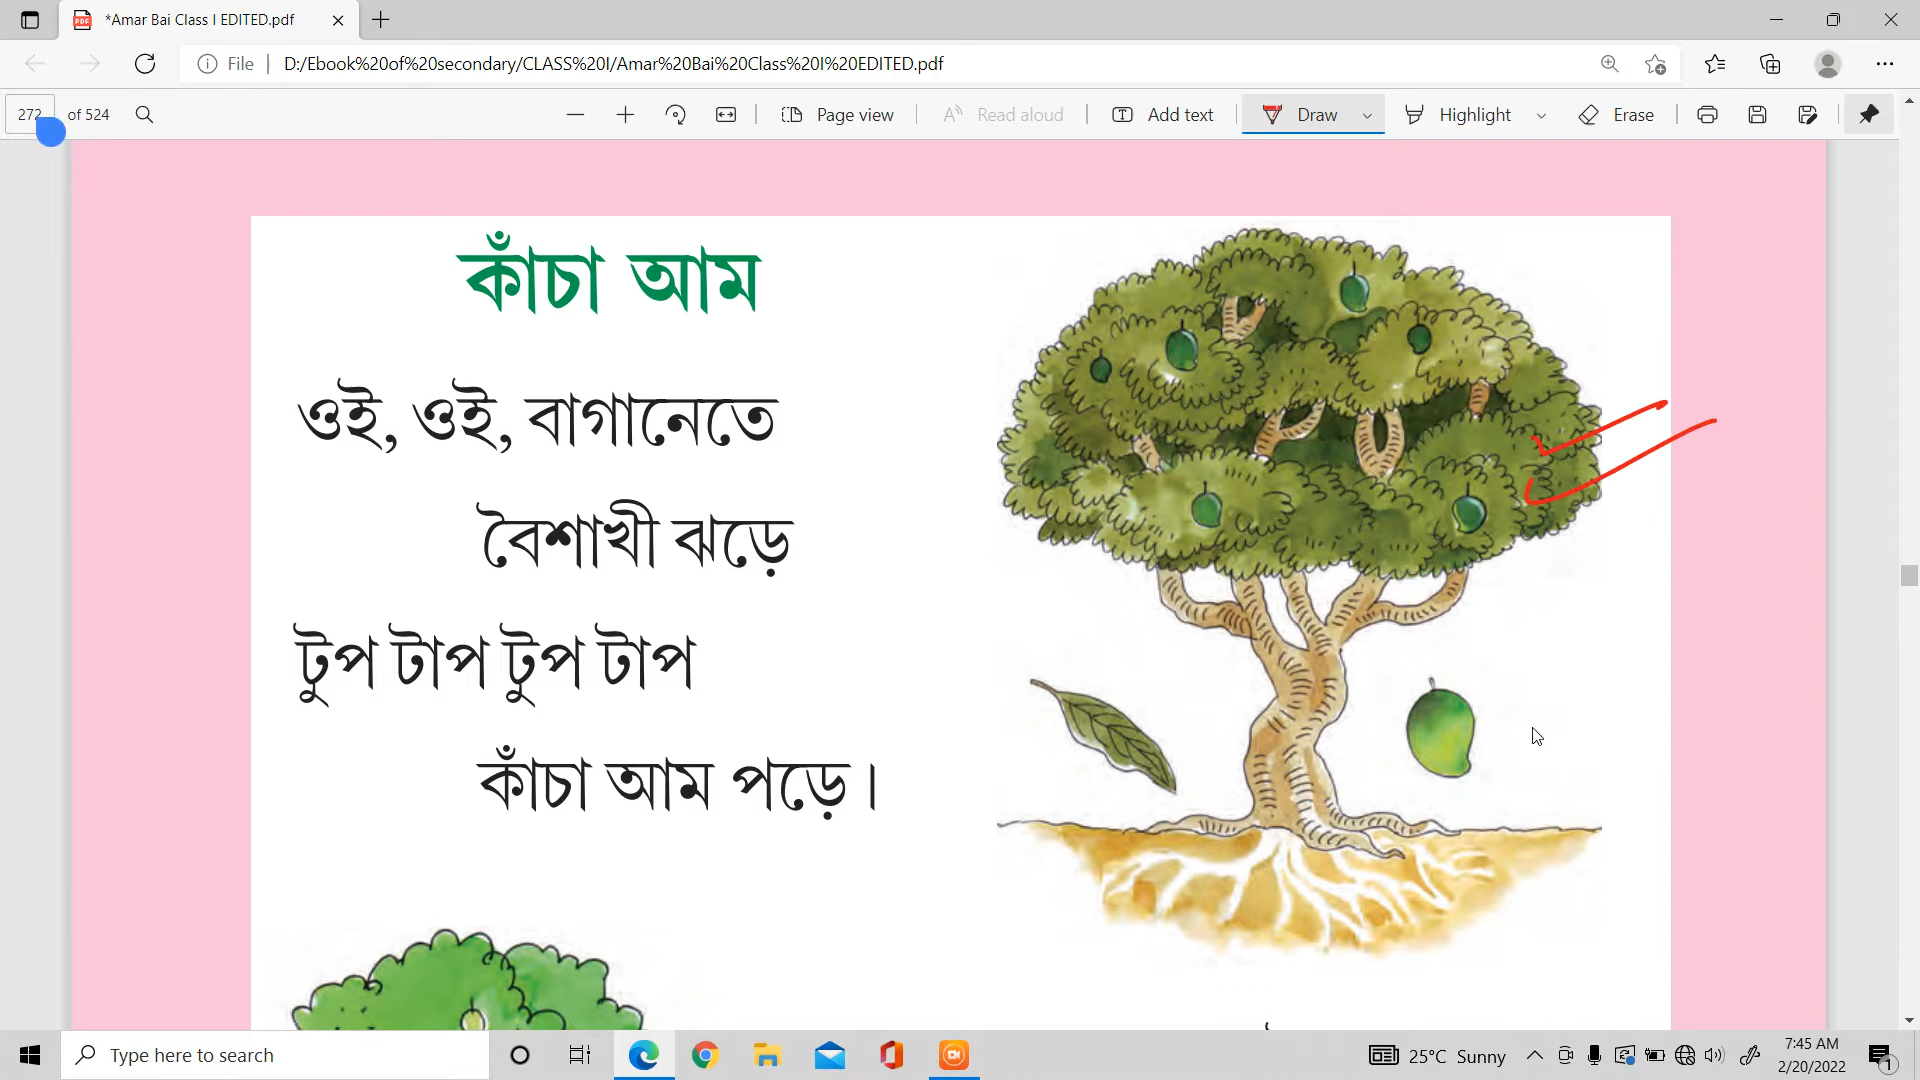 *Amar Bai Class I EDITED.pdf
File D:/Ebook%20of%20secondary/CLASS%20I/Amar%20Bai%20Class%20I%20EDITED.pdf
272 of 524 Page view Read aloud Add text Draw Highlight Erase
কাঁচা আম
ওই, ওই, বাগানেতে
বৈশাখী ঝড়ে
টুপ টাপ টুপ টাপ
কাঁচা আম পড়ে।
Type here to search 25°C Sunny 7:45 AM
2/20/2022 1